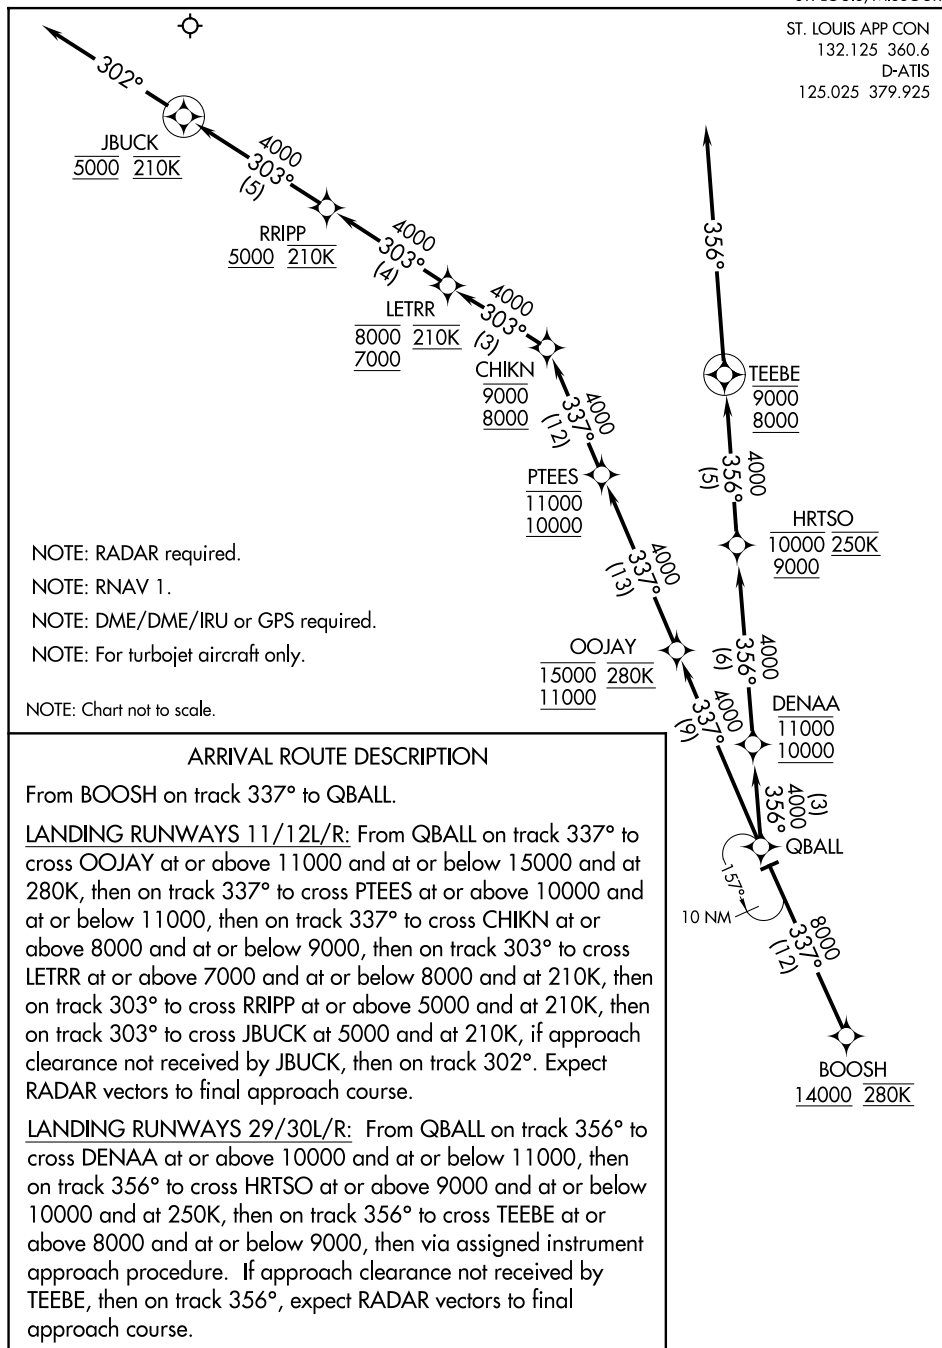 ST. LOUIS APP CON
132.125 360.6
D-ATIS
125.025 379.925
302°
JBUCK
5000 210K
4000
303°
(5)
RRIPP
5000 210K
4000
303°
(4)
LETRR
8000 210K
7000
4000
303°
(3)
CHIKN
9000
8000
4000
337°
(12)
PTEES
11000
10000
4000
337°
(13)
OOJAY
15000 280K
11000
4000
337°
(9)
356°
TEEBE
9000
8000
4000
356°
(5)
HRTSO
10000 250K
9000
4000
356°
(6)
DENAA
11000
10000
(3)
4000
356°
QBALL
157°
10 NM
8000
337°
(12)
BOOSH
14000 280K
NOTE: RADAR required.
NOTE: RNAV 1.
NOTE: DME/DME/IRU or GPS required.
NOTE: For turbojet aircraft only.
NOTE: Chart not to scale.
ARRIVAL ROUTE DESCRIPTION
From BOOSH on track 337° to QBALL.
LANDING RUNWAYS 11/12L/R: From QBALL on track 337° to
cross OOJAY at or above 11000 and at or below 15000 and at
280K, then on track 337° to cross PTEES at or above 10000 and
at or below 11000, then on track 337° to cross CHIKN at or
above 8000 and at or below 9000, then on track 303° to cross
LETRR at or above 7000 and at or below 8000 and at 210K, then
on track 303° to cross RRIPP at or above 5000 and at 210K, then
on track 303° to cross JBUCK at 5000 and at 210K, if approach
clearance not received by JBUCK, then on track 302°. Expect
RADAR vectors to final approach course.
LANDING RUNWAYS 29/30L/R: From QBALL on track 356° to
cross DENAA at or above 10000 and at or below 11000, then
on track 356° to cross HRTSO at or above 9000 and at or below
10000 and at 250K, then on track 356° to cross TEEBE at or
above 8000 and at or below 9000, then via assigned instrument
approach procedure. If approach clearance not received by
TEEBE, then on track 356°, expect RADAR vectors to final
approach course.